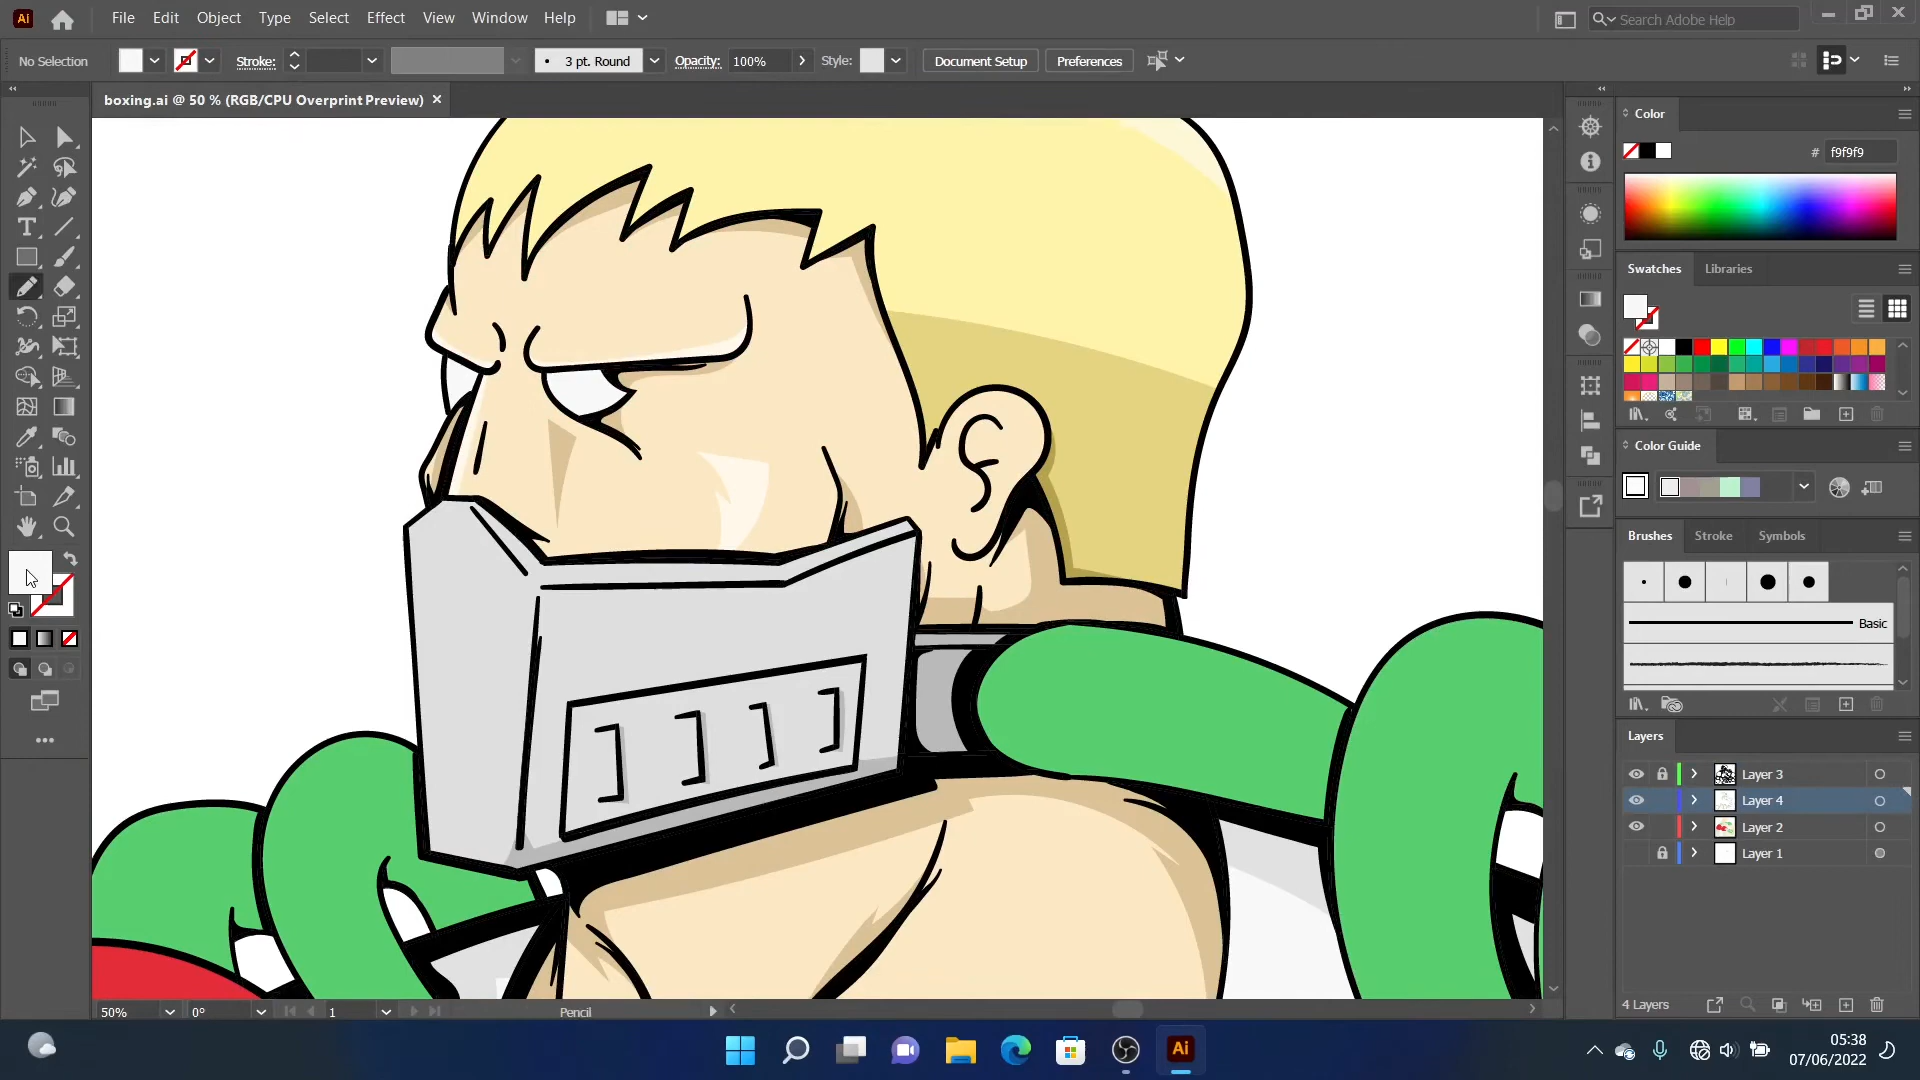 Ai File Edit Object Type Select Effect View Window Help Search Adobe Help
No Selection Stroke: 3 pt. Round Opacity: 100% Style: Document Setup Preferences
boxing.ai @ 50 % (RGB/CPU Overprint Preview)
Color
# f9f9f9
Swatches Libraries
Color Guide
Brushes Stroke Symbols
Basic
Layers
Layer 3
Layer 4
Layer 2
Layer 1
4 Layers
50% 0° 1 Pencil
Ai
05:38
07/06/2022